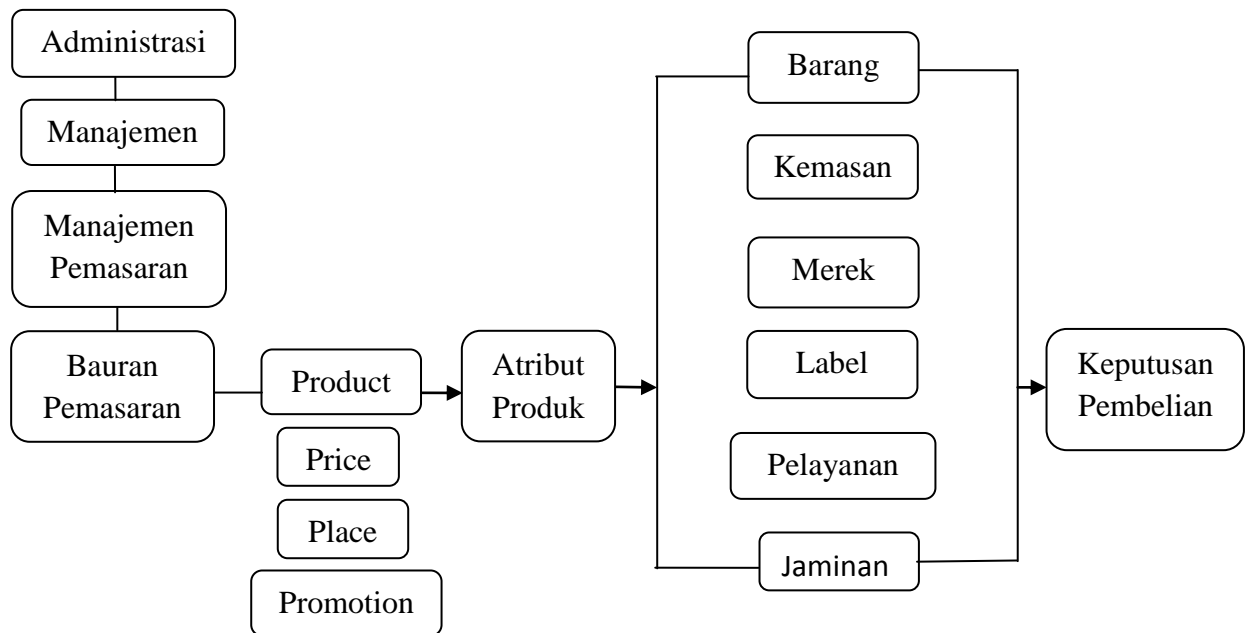 Administrasi
Manajemen
Manajemen
Pemasaran
Bauran
Pemasaran
Product
Price
Place
Promotion
Atribut
Produk
Barang
Kemasan
Merek
Label
Pelayanan
Jaminan
Keputusan
Pembelian